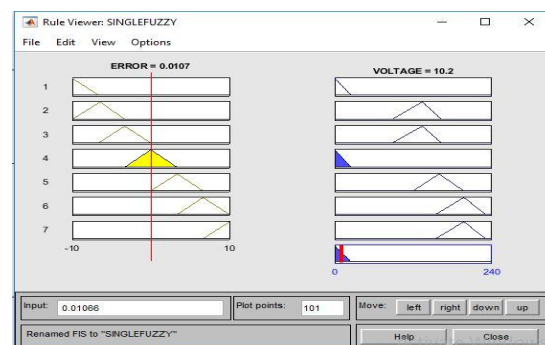 Rule Viewer: SINGLEFUZZY
File Edit View Options
ERROR = 0.0107
VOLTAGE = 10.2
1
2
3
4
5
6
7
-10 10
0 240
Input: 0.01066 Plot points: 101 Move: left right down up
Renamed FIS to "SINGLEFUZZY" Help Close